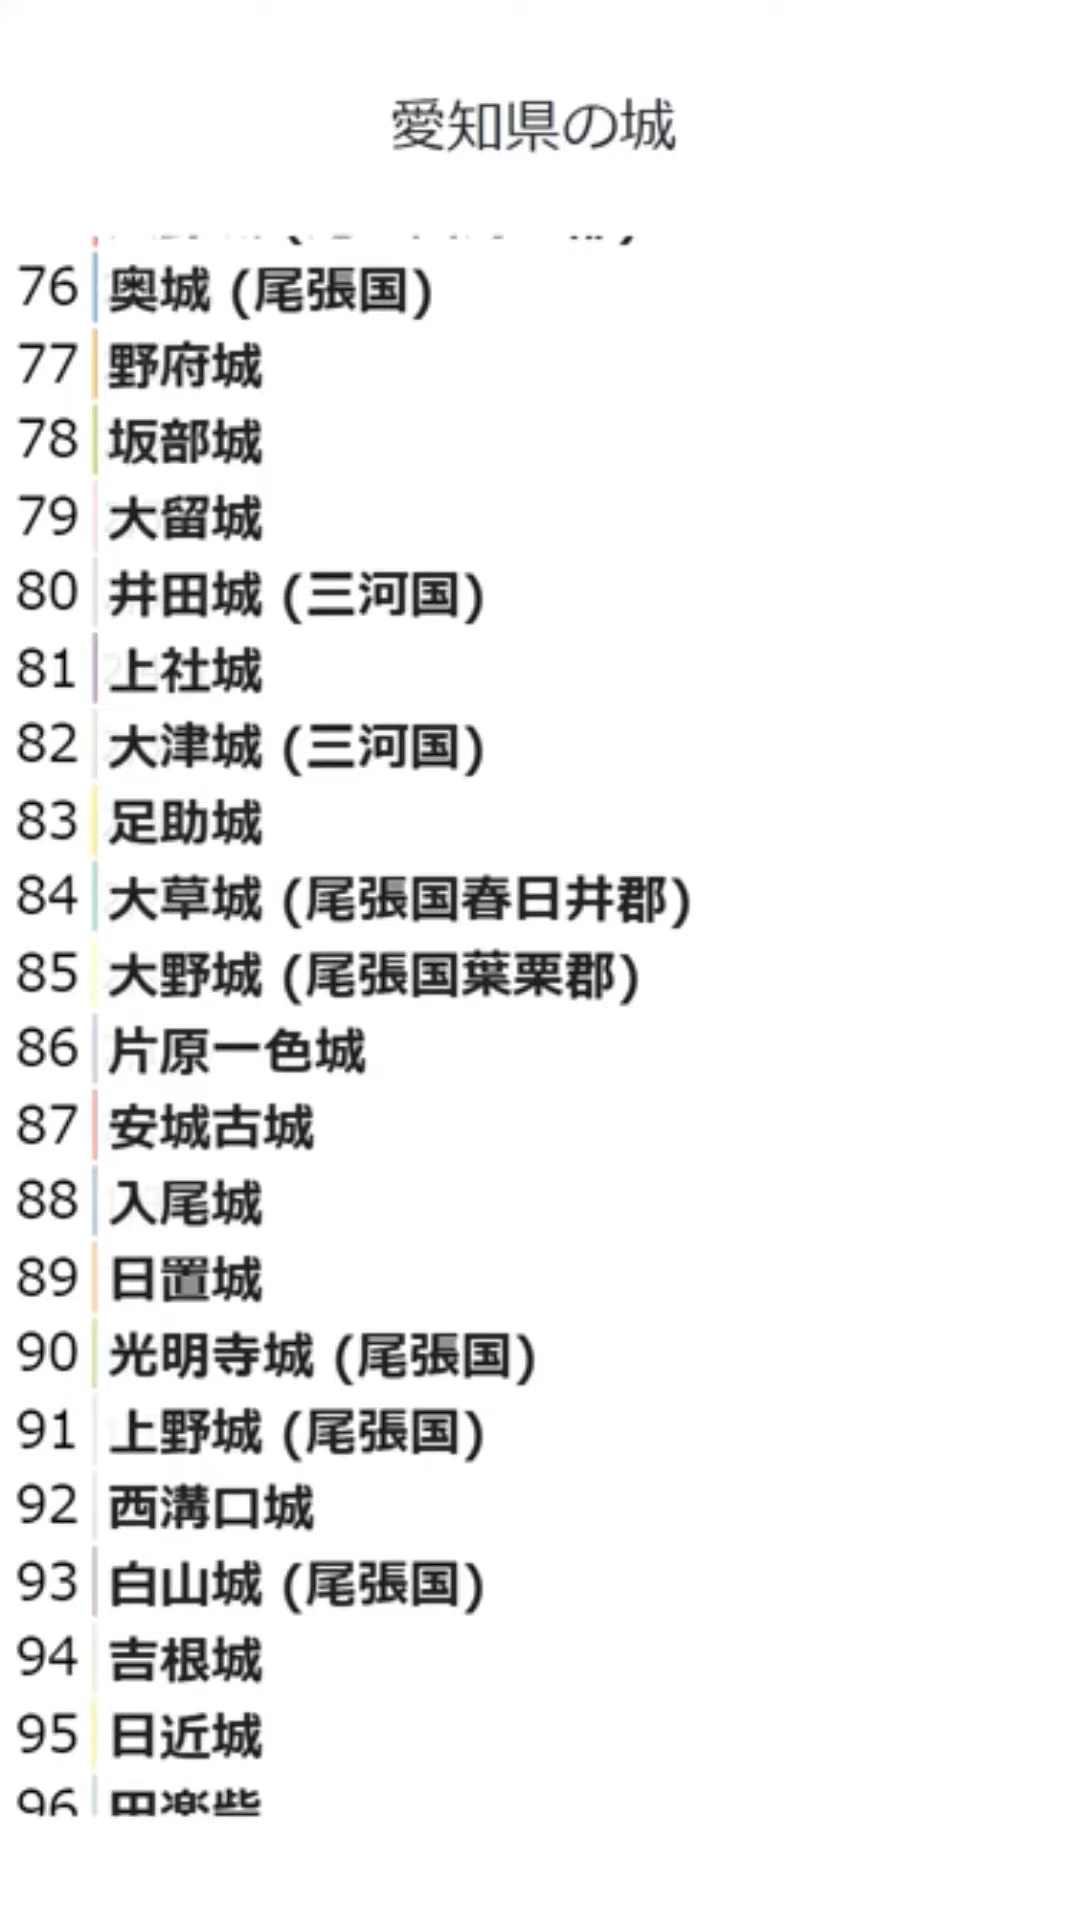 愛知県の城
76 奥城 (尾張国)
77 野府城
78 坂部城
79 大留城
80 井田城 (三河国)
81 上社城
82 大津城 (三河国)
83 足助城
84 大草城 (尾張国春日井郡)
85 大野城 (尾張国葉栗郡)
86 片原一色城
87 安城古城
88 入尾城
89 日置城
90 光明寺城 (尾張国)
91 上野城 (尾張国)
92 西溝口城
93 白山城 (尾張国)
94 吉根城
95 日近城
96